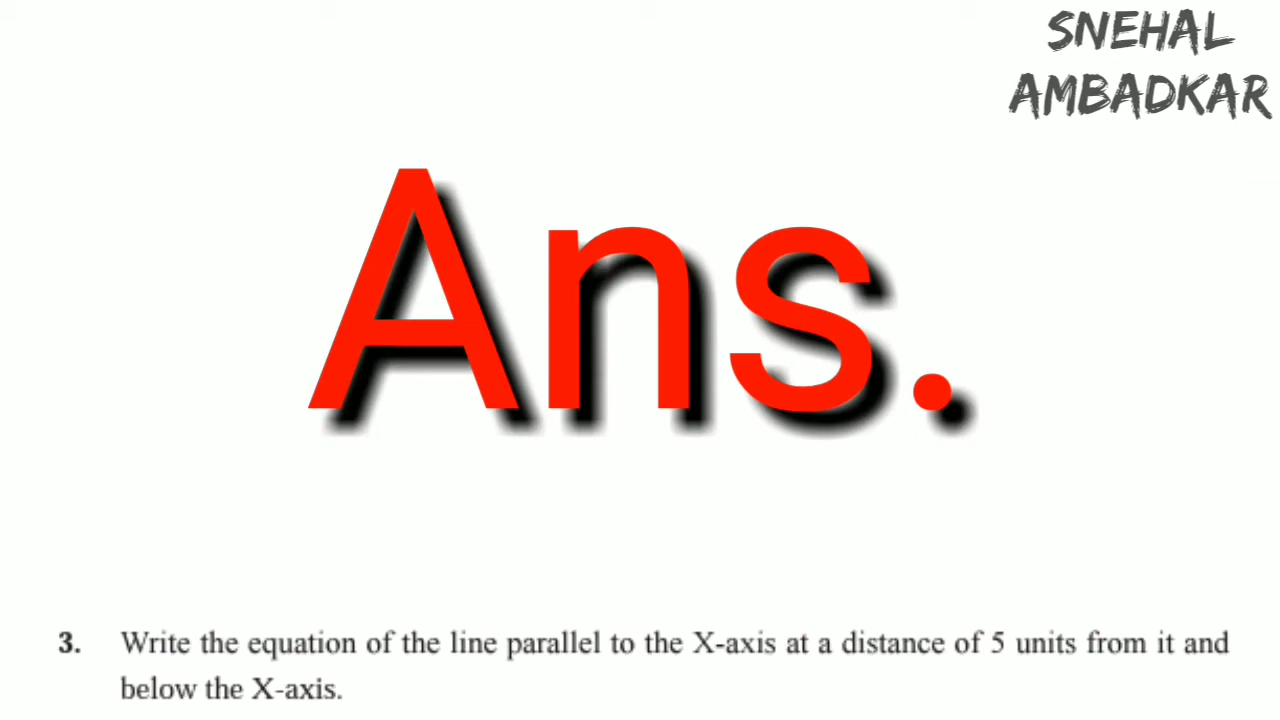 SNEHAL
AMBADKAR
Ans.
3. Write the equation of the line parallel to the X-axis at a distance of 5 units from it and
below the X-axis.